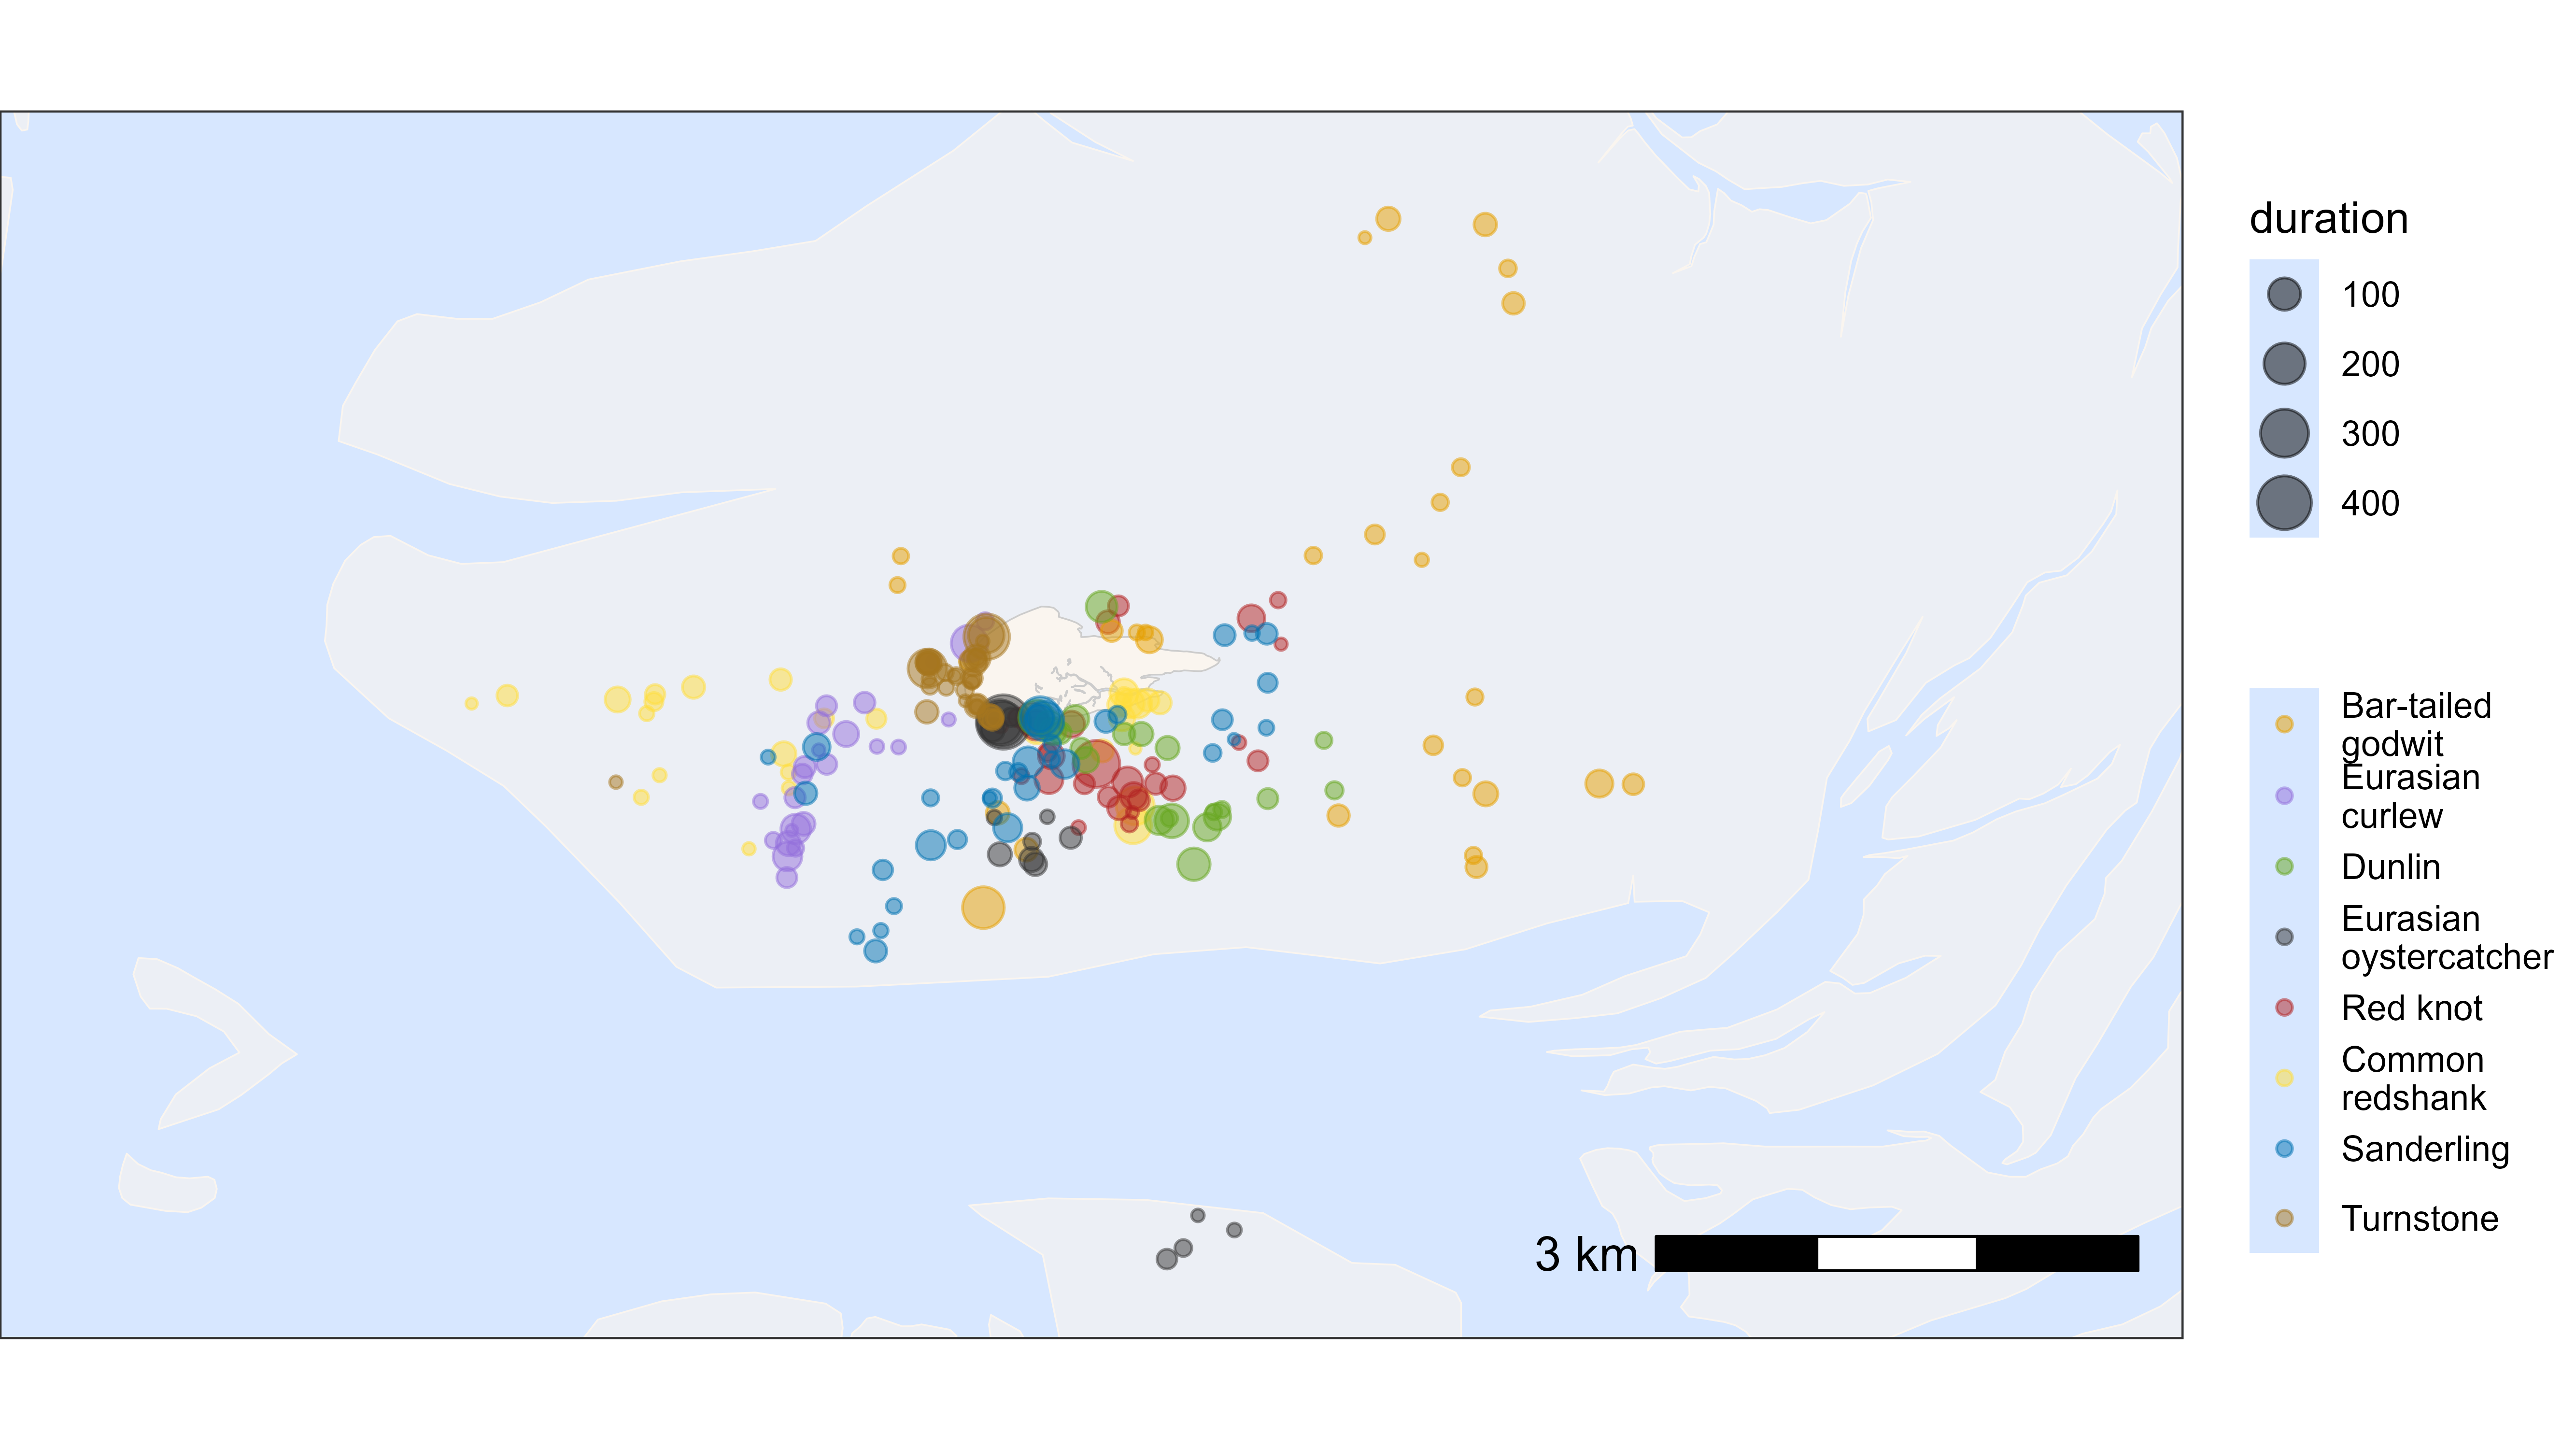 duration
100
200
300
400
Bar-tailed
godwit
Eurasian
curlew
Dunlin
Eurasian
oystercatcher
Red knot
Common
redshank
Sanderling
Turnstone
3 km